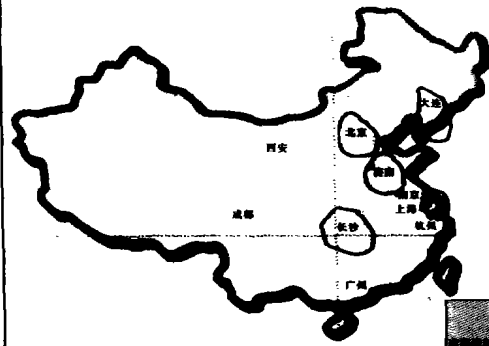 大连
北京
西安
济南
南京
上海
成都
杭州
长沙
广州